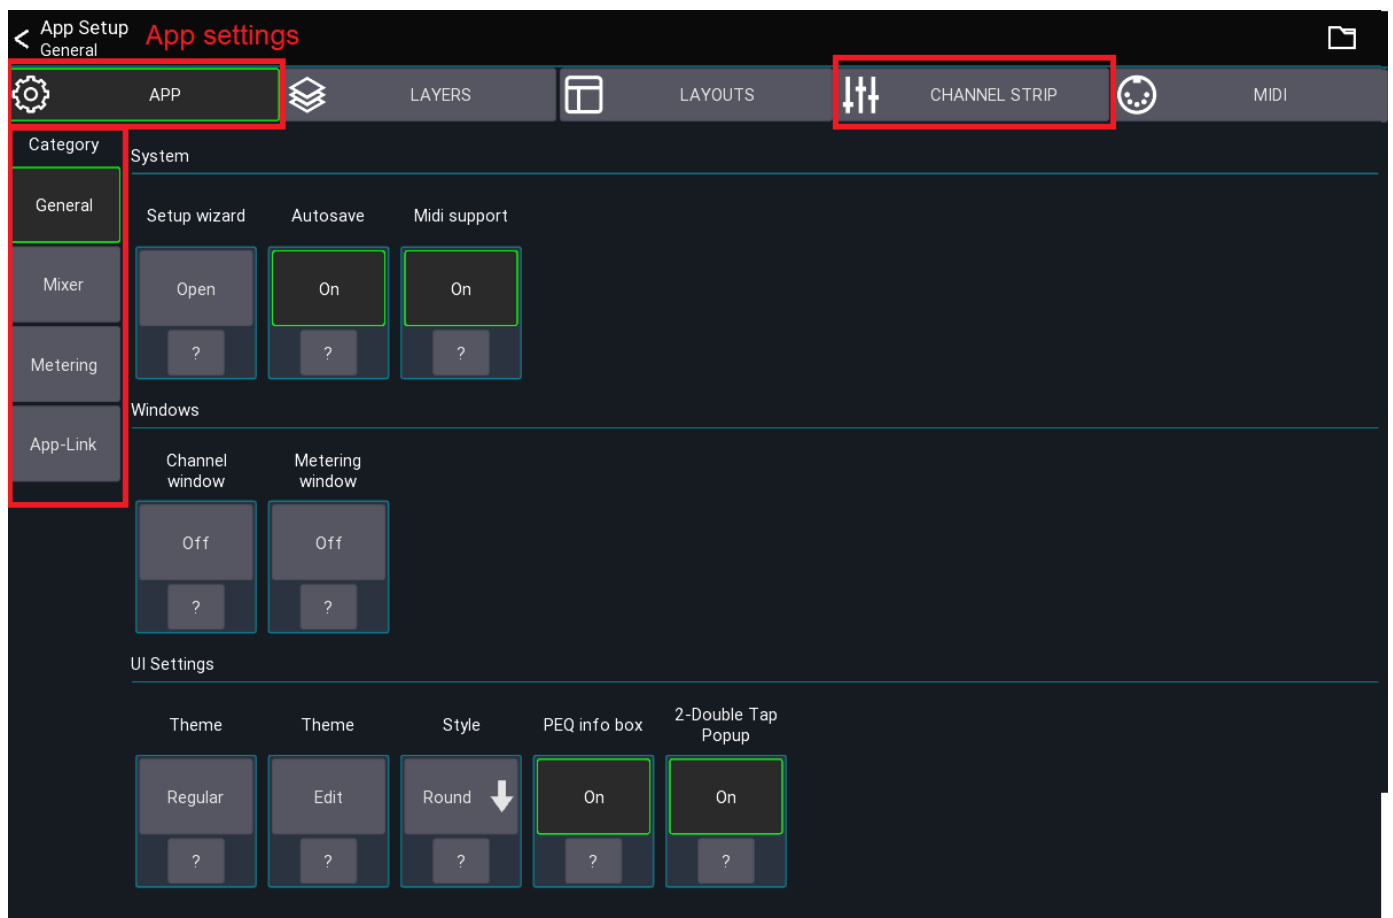 App Setup
General
App settings
APP
LAYERS
LAYOUTS
CHANNEL STRIP
MIDI
Category
General
Mixer
Metering
App-Link
System
Setup wizard
Autosave
Midi support
Open
On
On
?
?
?
Windows
Channel
window
Metering
window
Off
Off
?
?
UI Settings
Theme
Theme
Style
PEQ info box
2-Double Tap
Popup
Regular
Edit
Round
On
On
?
?
?
?
?